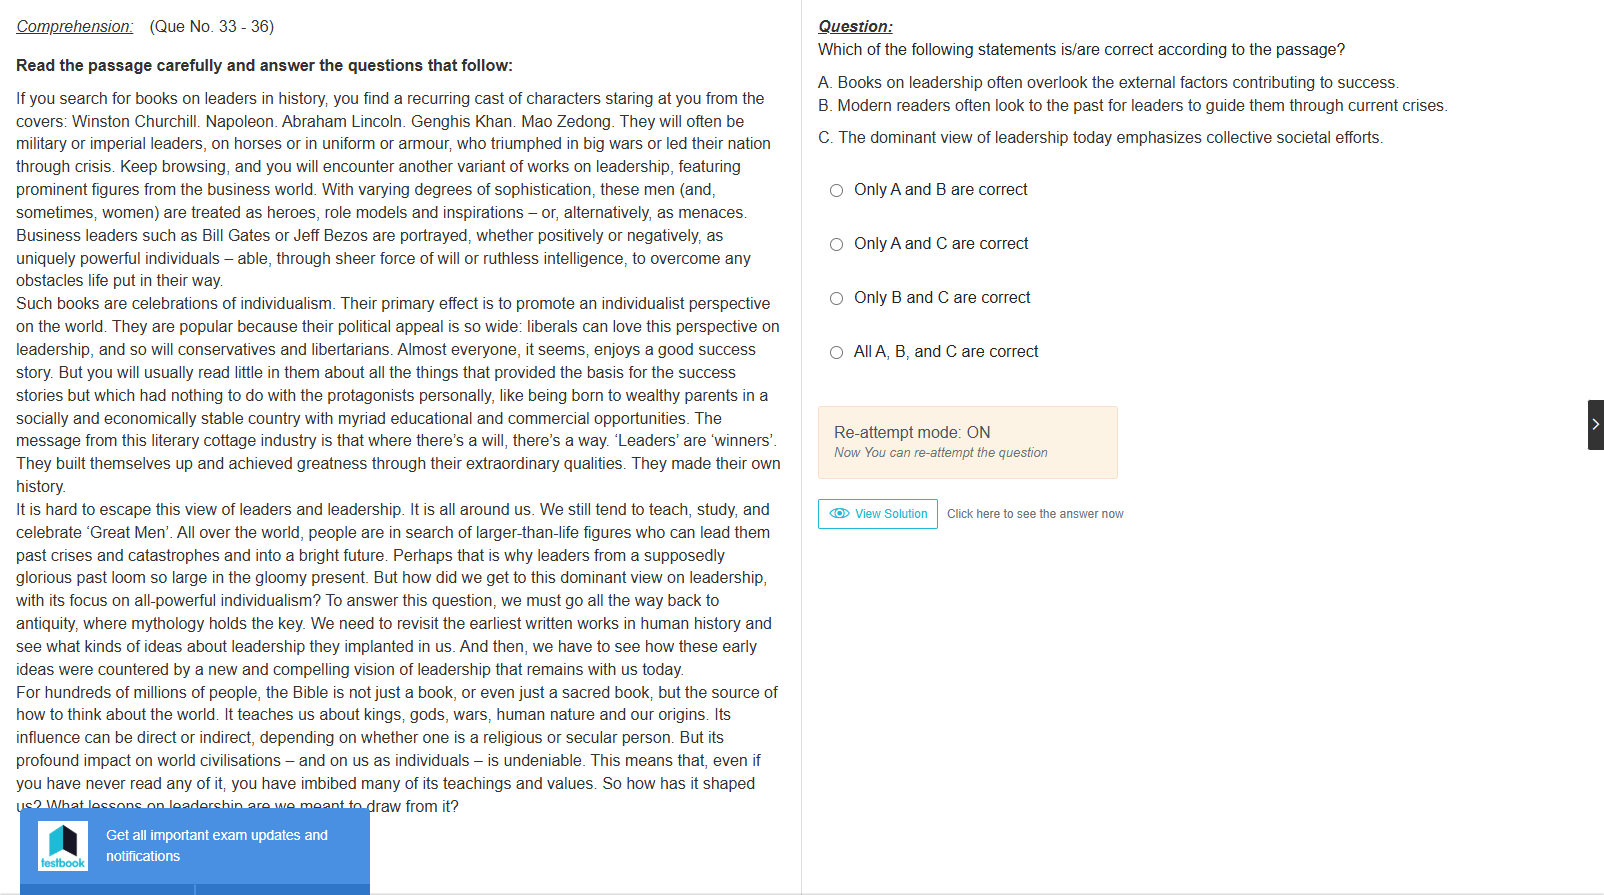 Comprehension: (Que No. 33 - 36)
Read the passage carefully and answer the questions that follow:
If you search for books on leaders in history, you find a recurring cast of characters staring at you from the
covers: Winston Churchill. Napoleon. Abraham Lincoln. Genghis Khan. Mao Zedong. They will often be
military or imperial leaders, on horses or in uniform or armour, who triumphed in big wars or led their nation
through crisis. Keep browsing, and you will encounter another variant of works on leadership, featuring
prominent figures from the business world. With varying degrees of sophistication, these men (and,
sometimes, women) are treated as heroes, role models and inspirations – or, alternatively, as menaces.
Business leaders such as Bill Gates or Jeff Bezos are portrayed, whether positively or negatively, as
uniquely powerful individuals – able, through sheer force of will or ruthless intelligence, to overcome any
obstacles life put in their way.
Such books are celebrations of individualism. Their primary effect is to promote an individualist perspective
on the world. They are popular because their political appeal is so wide: liberals can love this perspective on
leadership, and so will conservatives and libertarians. Almost everyone, it seems, enjoys a good success
story. But you will usually read little in them about all the things that provided the basis for the success
stories but which had nothing to do with the protagonists personally, like being born to wealthy parents in a
socially and economically stable country with myriad educational and commercial opportunities. The
message from this literary cottage industry is that where there’s a will, there’s a way. ‘Leaders’ are ‘winners’.
They built themselves up and achieved greatness through their extraordinary qualities. They made their own
history.
It is hard to escape this view of leaders and leadership. It is all around us. We still tend to teach, study, and
celebrate ‘Great Men’. All over the world, people are in search of larger-than-life figures who can lead them
past crises and catastrophes and into a bright future. Perhaps that is why leaders from a supposedly
glorious past loom so large in the gloomy present. But how did we get to this dominant view on leadership,
with its focus on all-powerful individualism? To answer this question, we must go all the way back to
antiquity, where mythology holds the key. We need to revisit the earliest written works in human history and
see what kinds of ideas about leadership they implanted in us. And then, we have to see how these early
ideas were countered by a new and compelling vision of leadership that remains with us today.
For hundreds of millions of people, the Bible is not just a book, or even just a sacred book, but the source of
how to think about the world. It teaches us about kings, gods, wars, human nature and our origins. Its
influence can be direct or indirect, depending on whether one is a religious or secular person. But its
profound impact on world civilisations – and on us as individuals – is undeniable. This means that, even if
you have never read any of it, you have imbibed many of its teachings and values. So how has it shaped
us? What lessons on leadership are we meant to draw from it?
testbook
Get all important exam updates and
notifications
Question:
Which of the following statements is/are correct according to the passage?
A. Books on leadership often overlook the external factors contributing to success.
B. Modern readers often look to the past for leaders to guide them through current crises.
C. The dominant view of leadership today emphasizes collective societal efforts.
Only A and B are correct
Only A and C are correct
Only B and C are correct
All A, B, and C are correct
Re-attempt mode: ON
Now You can re-attempt the question
View Solution Click here to see the answer now